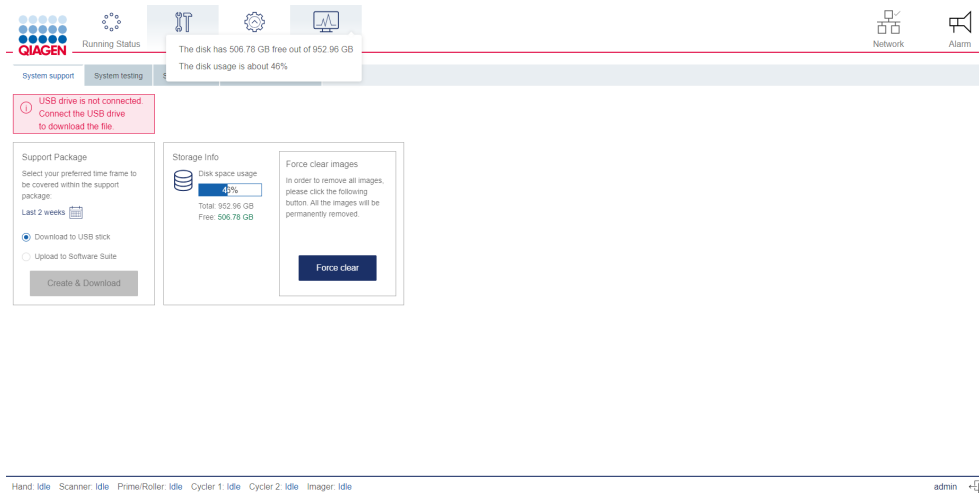 QIAGEN
Running Status
Network
Alarm
The disk has 506.78 GB free out of 952.96 GB
The disk usage is about 46%
System support
System testing
USB drive is not connected.
Connect the USB drive
to download the file.
Support Package
Select your preferred time frame to
be covered within the support
package:
Last 2 weeks
Download to USB stick
Upload to Software Suite
Create & Download
Storage Info
Disk space usage
46%
Total: 952.96 GB
Free: 506.78 GB
Force clear images
In order to remove all images,
please click the following
button. All the images will be
permanently removed.
Force clear
Hand: Idle Scanner: Idle Prime/Roller: Idle Cycler 1: Idle Cycler 2: Idle Imager: Idle
admin